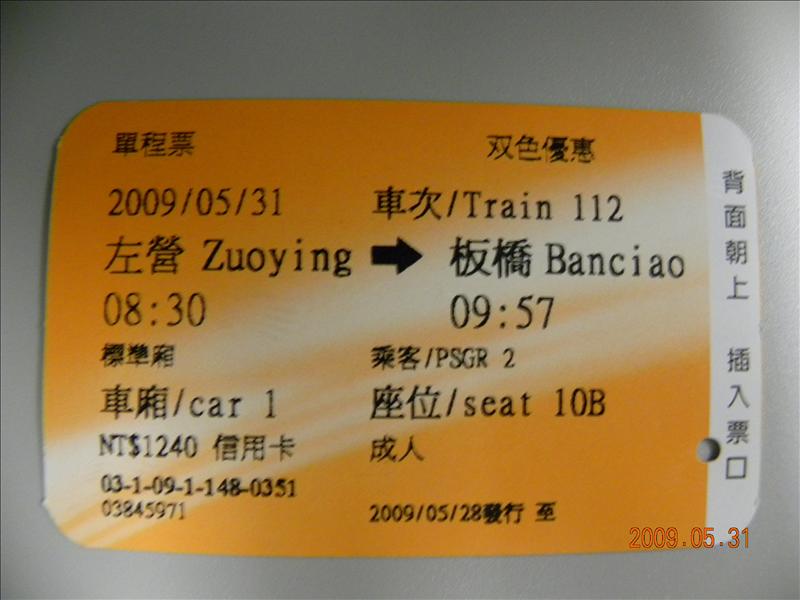 單程票 双色優惠
2009/05/31 車次/Train 112
左營 Zuoying → 板橋 Banciao
08:30 09:57
標準廂 乘客/PSGR 2
車廂/car 1 座位/seat 10B
NT$1240 信用卡 成人
03-1-09-1-148-0351
03845971 2009/05/28發行 至
背面朝上 插入票口
2009.05.31